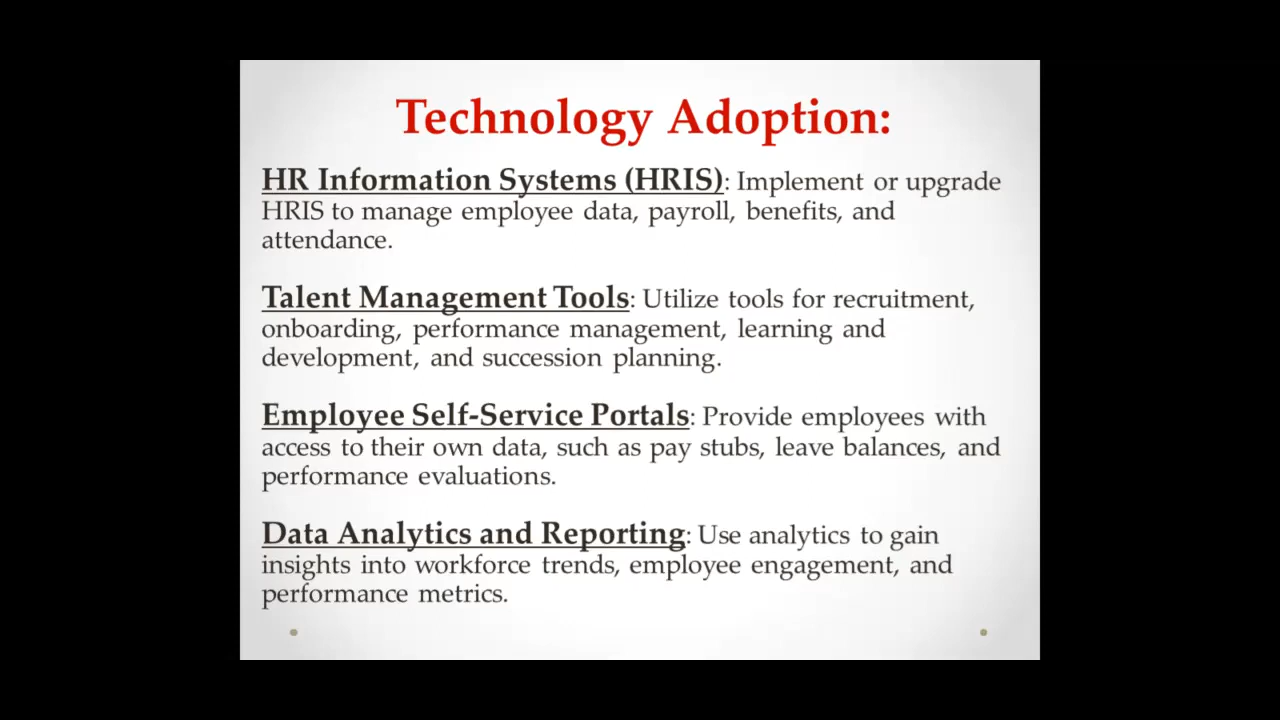 Technology Adoption:
HR Information Systems (HRIS): Implement or upgrade
HRIS to manage employee data, payroll, benefits, and
attendance.
Talent Management Tools: Utilize tools for recruitment,
onboarding, performance management, learning and
development, and succession planning.
Employee Self-Service Portals: Provide employees with
access to their own data, such as pay stubs, leave balances, and
performance evaluations.
Data Analytics and Reporting: Use analytics to gain
insights into workforce trends, employee engagement, and
performance metrics.